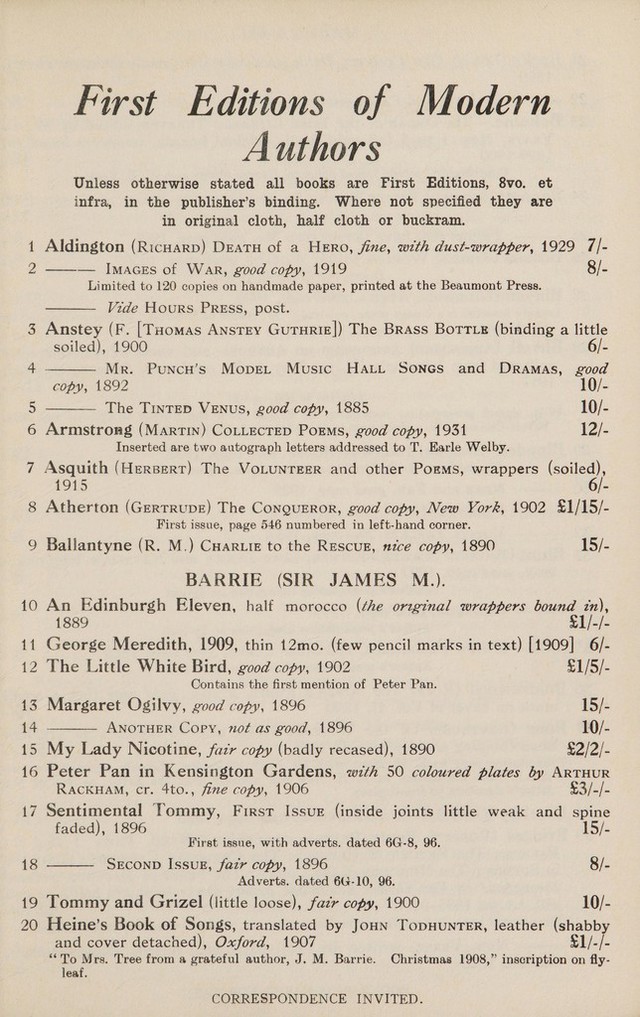 First Editions of Modern
Authors
Unless otherwise stated all books are First Editions, 8vo. et
infra, in the publisher's binding. Where not specified they are
in original cloth, half cloth or buckram.
1 Aldington (RICHARD) DEATH of a HERO, fine, with dust-wrapper, 1929 7/-
2 ——— IMAGES of WAR, good copy, 1919 8/-
Limited to 120 copies on handmade paper, printed at the Beaumont Press.
——— Vide HOURS PRESS, post.
3 Anstey (F. [THOMAS ANSTEY GUTHRIE]) The BRASS BOTTLE (binding a little
soiled), 1900 6/-
4 ——— MR. PUNCH'S MODEL MUSIC HALL SONGS and DRAMAS, good
copy, 1892 10/-
5 ——— The TINTED VENUS, good copy, 1885 10/-
6 Armstrong (MARTIN) COLLECTED POEMS, good copy, 1931 12/-
Inserted are two autograph letters addressed to T. Earle Welby.
7 Asquith (HERBERT) The VOLUNTEER and other POEMS, wrappers (soiled),
1915 6/-
8 Atherton (GERTRUDE) The CONQUEROR, good copy, New York, 1902 £1/15/-
First issue, page 546 numbered in left-hand corner.
9 Ballantyne (R. M.) CHARLIE to the RESCUE, nice copy, 1890 15/-
BARRIE (SIR JAMES M.).
10 An Edinburgh Eleven, half morocco (the original wrappers bound in),
1889 £1/-/-
11 George Meredith, 1909, thin 12mo. (few pencil marks in text) [1909] 6/-
12 The Little White Bird, good copy, 1902 £1/5/-
Contains the first mention of Peter Pan.
13 Margaret Ogilvy, good copy, 1896 15/-
14 ——— ANOTHER COPY, not as good, 1896 10/-
15 My Lady Nicotine, fair copy (badly recased), 1890 £2/2/-
16 Peter Pan in Kensington Gardens, with 50 coloured plates by ARTHUR
RACKHAM, cr. 4to., fine copy, 1906 £3/-/-
17 Sentimental Tommy, FIRST ISSUE (inside joints little weak and spine
faded), 1896 15/-
First issue, with adverts. dated 6G-8, 96.
18 ——— SECOND ISSUE, fair copy, 1896 8/-
Adverts. dated 6G-10, 96.
19 Tommy and Grizel (little loose), fair copy, 1900 10/-
20 Heine's Book of Songs, translated by JOHN TODHUNTER, leather (shabby
and cover detached), Oxford, 1907 £1/-/-
"To Mrs. Tree from a grateful author, J. M. Barrie. Christmas 1908," inscription on fly-
leaf.
CORRESPONDENCE INVITED.